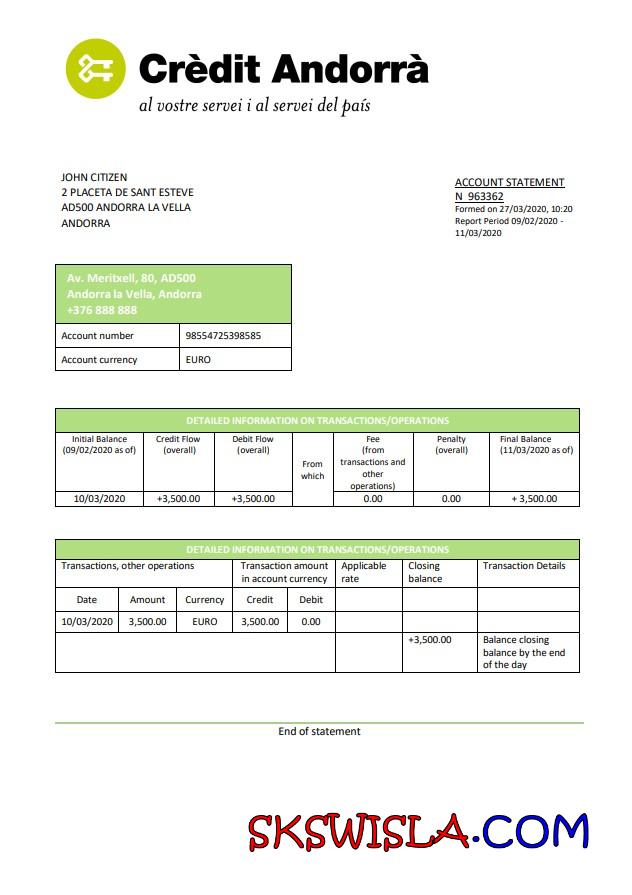 Crèdit Andorrà
al vostre servei i al servei del país
JOHN CITIZEN
2 PLACETA DE SANT ESTEVE
AD500 ANDORRA LA VELLA
ANDORRA
ACCOUNT STATEMENT
N 963362
Formed on 27/03/2020, 10:20
Report Period 09/02/2020 -
11/03/2020
Av. Meritxell, 80, AD500
Andorra la Vella, Andorra
+376 888 888
Account number 98554725398585
Account currency EURO
DETAILED INFORMATION ON TRANSACTIONS/OPERATIONS
Initial Balance (09/02/2020 as of) Credit Flow (overall) Debit Flow (overall) From which Fee (from transactions and other operations) Penalty (overall) Final Balance (11/03/2020 as of)
10/03/2020 +3,500.00 +3,500.00 0.00 0.00 + 3,500.00
DETAILED INFORMATION ON TRANSACTIONS/OPERATIONS
Transactions, other operations Transaction amount in account currency Applicable rate Closing balance Transaction Details
Date Amount Currency Credit Debit
10/03/2020 3,500.00 EURO 3,500.00 0.00
+3,500.00 Balance closing balance by the end of the day
End of statement
SKSWISLA.COM